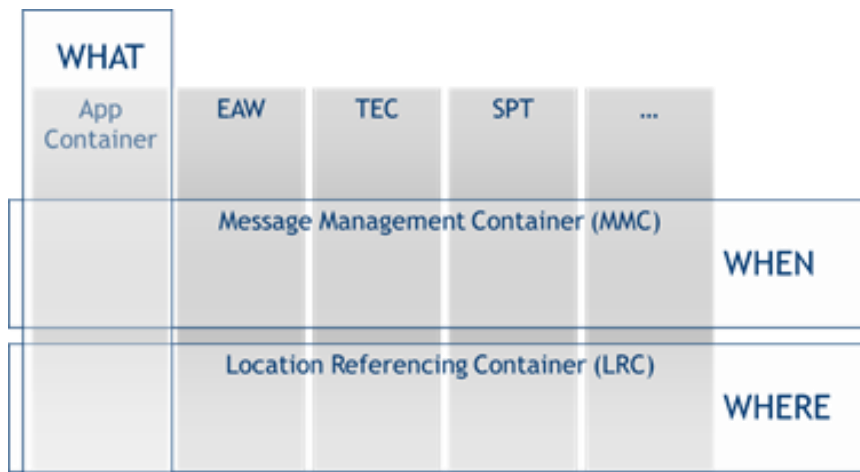 WHAT
App
Container
EAW
TEC
SPT
...
Message Management Container (MMC)
WHEN
Location Referencing Container (LRC)
WHERE